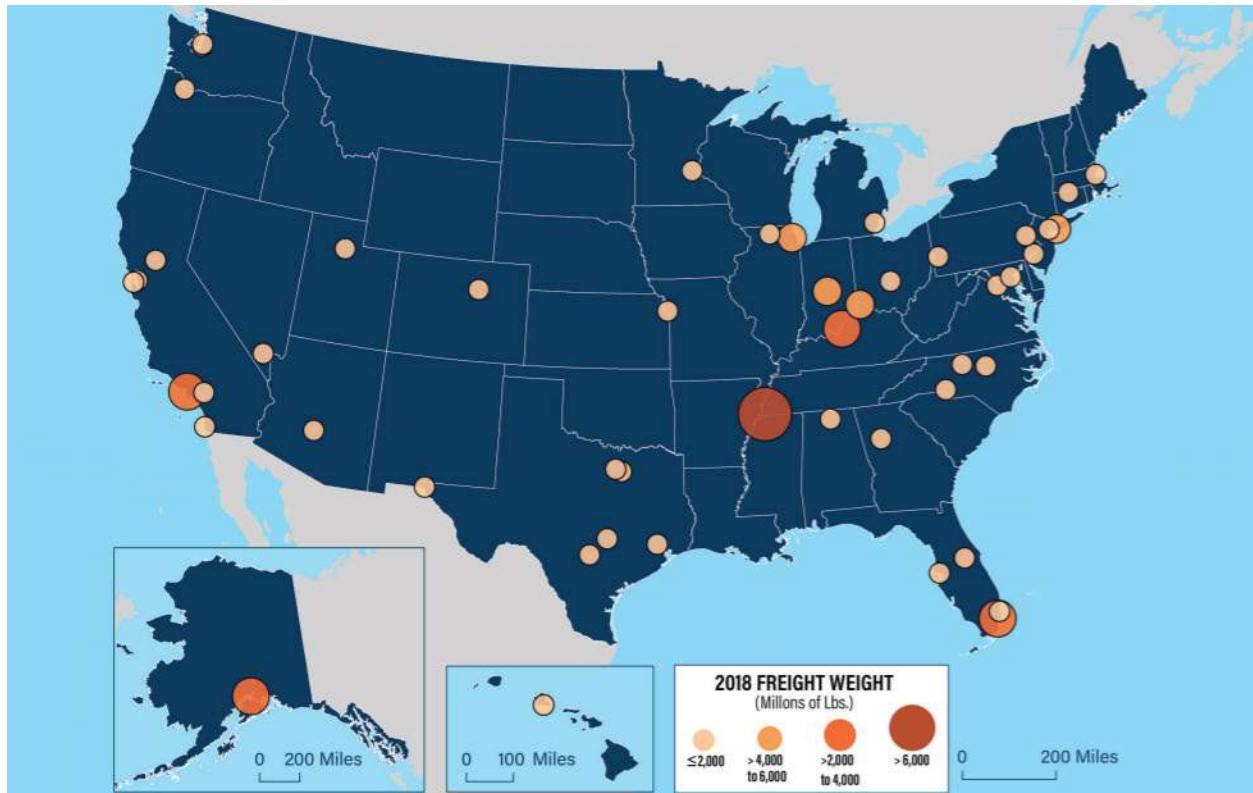 2018 FREIGHT WEIGHT
(Millons of Lbs.)
≤2,000
>4,000
to 6,000
>2,000
to 4,000
>6,000
0 200 Miles
0 100 Miles
0 200 Miles